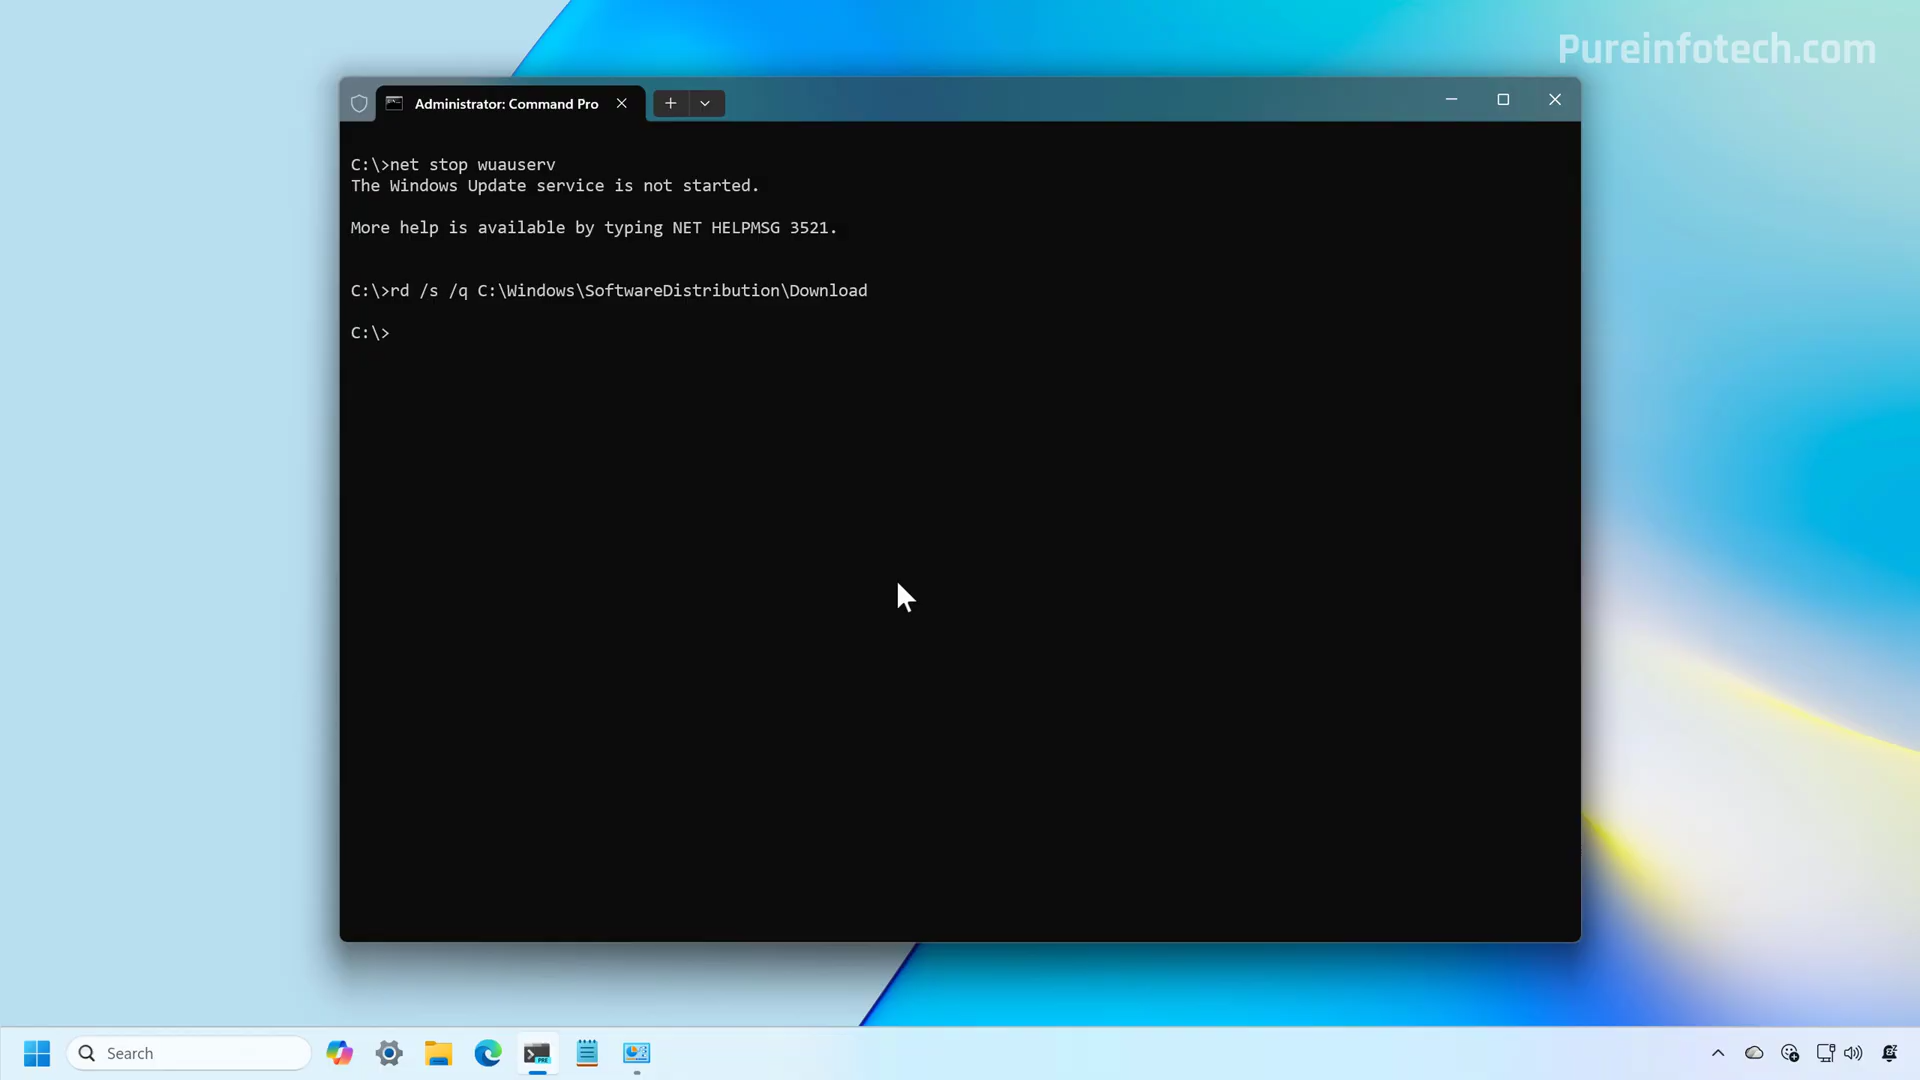 Pureinfotech.com
Administrator: Command Pro
C:\>net stop wuauserv
The Windows Update service is not started.
More help is available by typing NET HELPMSG 3521.
C:\>rd /s /q C:\Windows\SoftwareDistribution\Download
C:\>
Search
PRE